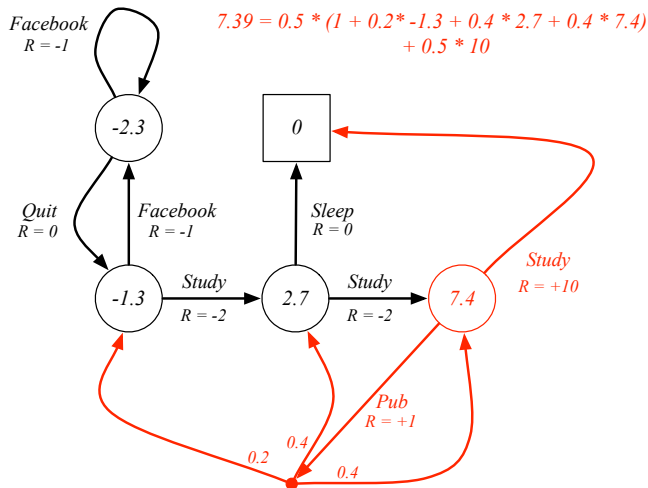 Facebook
R = -1
7.39 = 0.5 * (1 + 0.2* -1.3 + 0.4 * 2.7 + 0.4 * 7.4)
+ 0.5 * 10
-2.3
0
Quit
R = 0
Facebook
R = -1
Sleep
R = 0
Study
R = +10
-1.3
Study
R = -2
2.7
Study
R = -2
7.4
Pub
R = +1
0.2
0.4
0.4